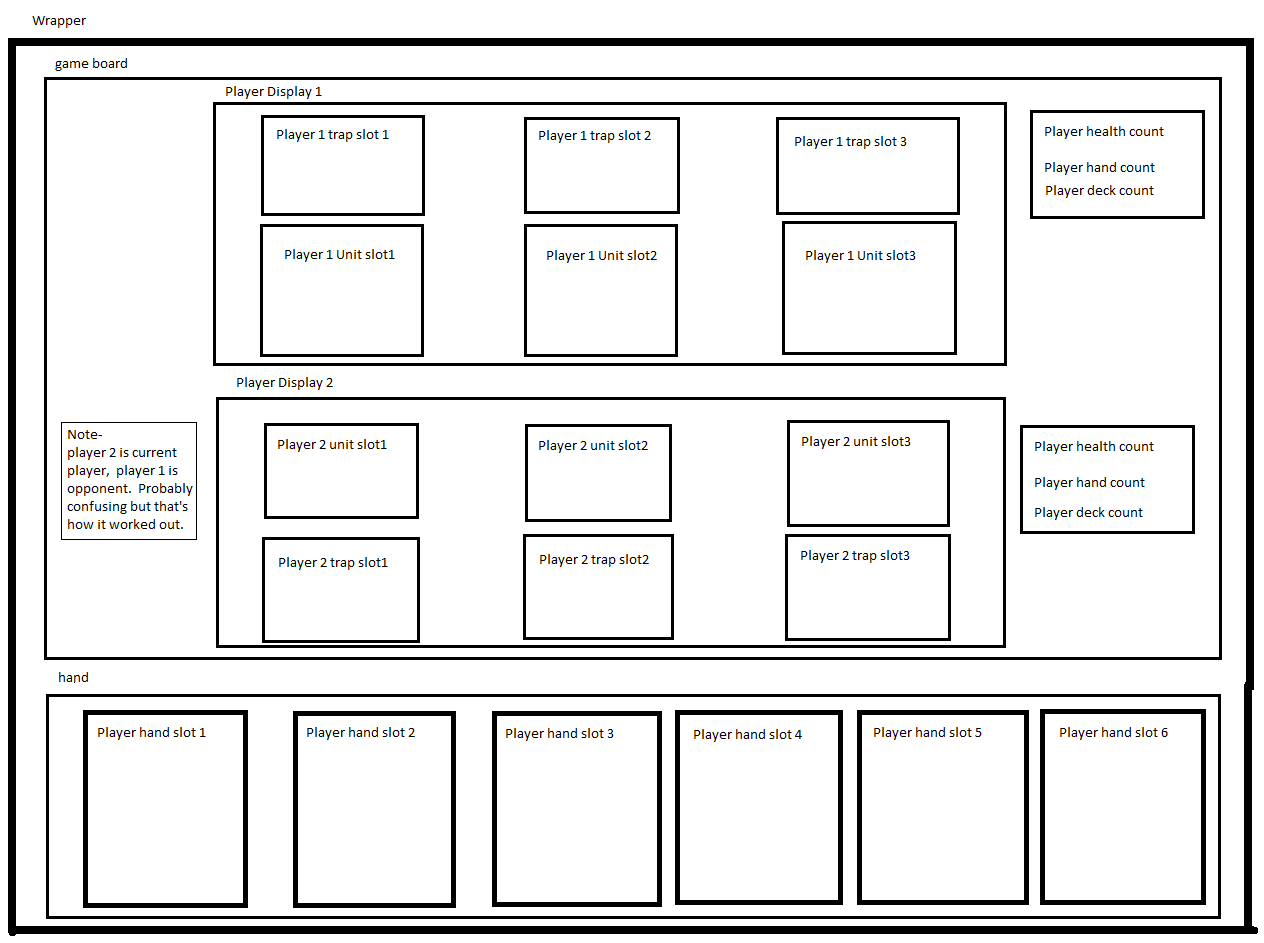 Wrapper
game board
Player Display 1
Player 1 trap slot 1
Player 1 trap slot 2
Player 1 trap slot 3
Player health count
Player hand count
Player deck count
Player 1 Unit slot1
Player 1 Unit slot2
Player 1 Unit slot3
Player Display 2
Note-
player 2 is current
player,  player 1 is
opponent.  Probably
confusing but that's
how it worked out.
Player 2 unit slot1
Player 2 unit slot2
Player 2 unit slot3
Player health count
Player hand count
Player deck count
Player 2 trap slot1
Player 2 trap slot2
Player 2 trap slot3
hand
Player hand slot 1
Player hand slot 2
Player hand slot 3
Player hand slot 4
Player hand slot 5
Player hand slot 6